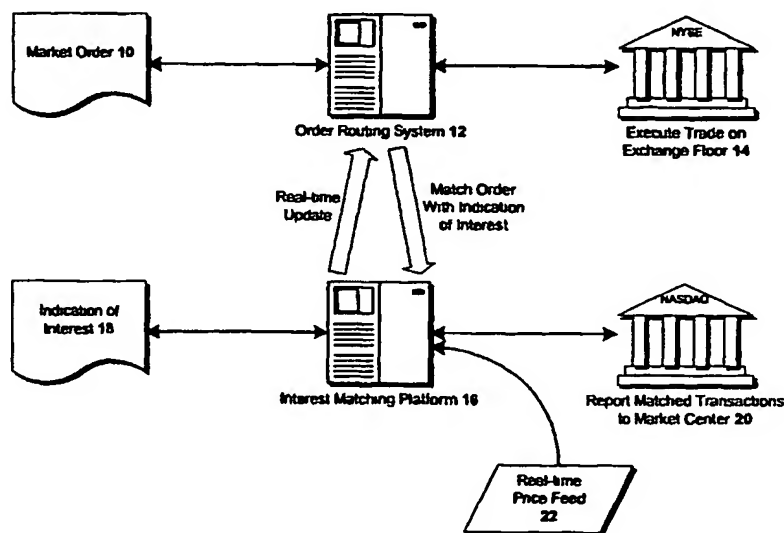 Market Order 10
NYSE
Order Routing System 12
Execute Trade on
Exchange Floor 14
Real-time
Update
Match Order
With Indication
of Interest
Indication of
Interest 18
NASDAQ
Interest Matching Platform 16
Report Matched Transactions
to Market Center 20
Real-time
Price Feed
22